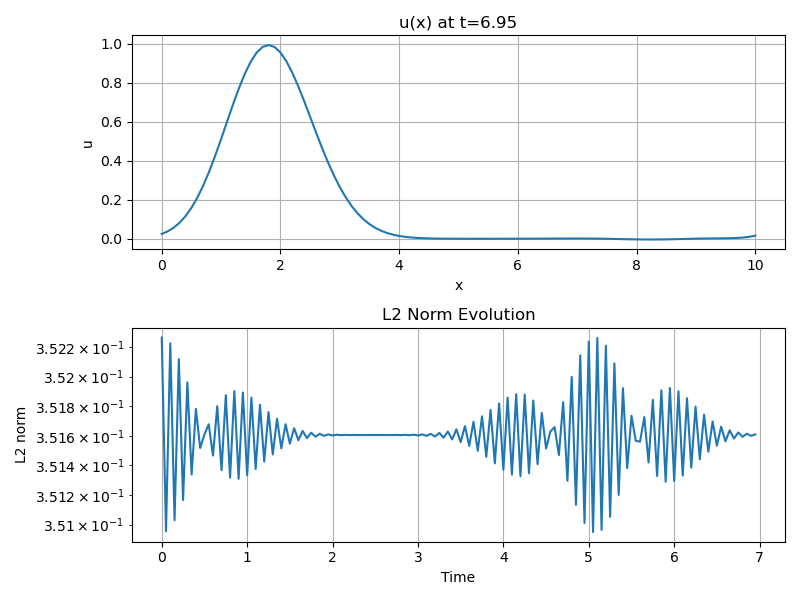 u(x) at t=6.95
u
1.0
0.8
0.6
0.4
0.2
0.0
0 2 4 6 8 10
x
L2 Norm Evolution
L2 norm
3.522 × 10⁻¹
3.52 × 10⁻¹
3.518 × 10⁻¹
3.516 × 10⁻¹
3.514 × 10⁻¹
3.512 × 10⁻¹
3.51 × 10⁻¹
0 1 2 3 4 5 6 7
Time